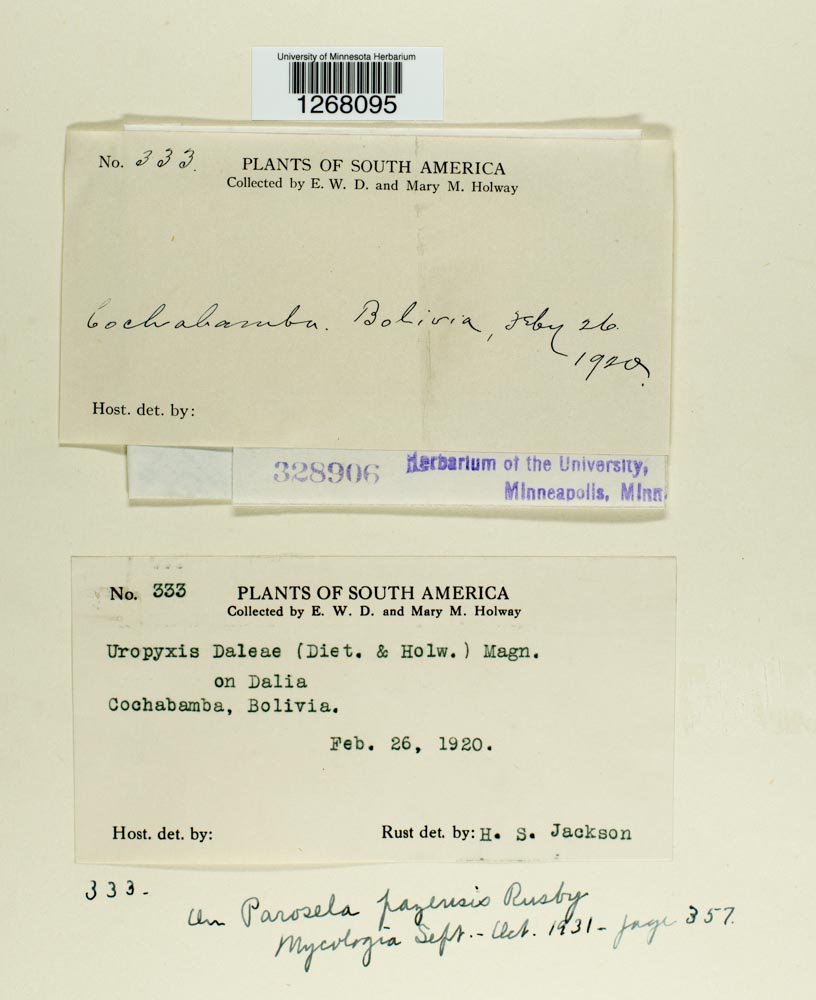 University of Minnesota Herbarium
1268095
No. 333.
PLANTS OF SOUTH AMERICA
Collected by E. W. D. and Mary M. Holway
Cochabamba. Bolivia, Feby 26.
1920.
Host. det. by:
328906
Herbarium of the University,
Minneapolis, Minn.
No. 333
PLANTS OF SOUTH AMERICA
Collected by E. W. D. and Mary M. Holway
Uropyxis Daleae (Diet. & Holw.) Magn.
on Dalia
Cochabamba, Bolivia.
Feb. 26, 1920.
Host. det. by:
Rust det. by: H. S. Jackson
333-
On Parosela pazensis Rusby
Mycologia Sept. - Oct. 1931 - page 357.